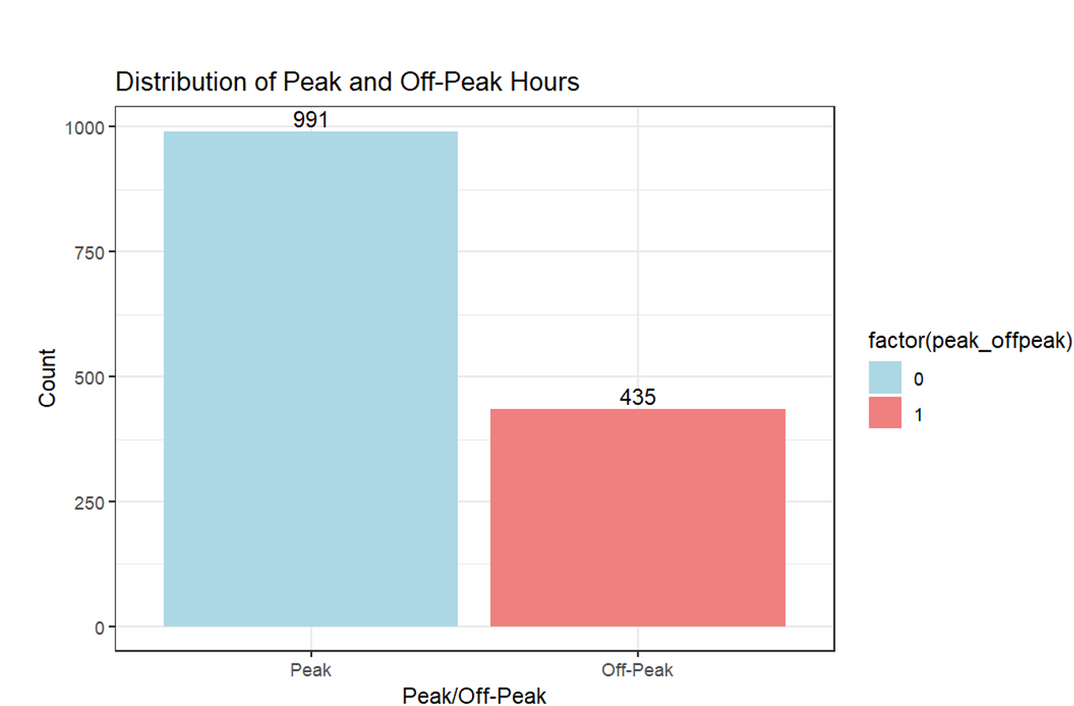 Distribution of Peak and Off-Peak Hours
991
1000
750
500
435
250
0
Count
Peak
Off-Peak
Peak/Off-Peak
factor(peak_offpeak)
0
1